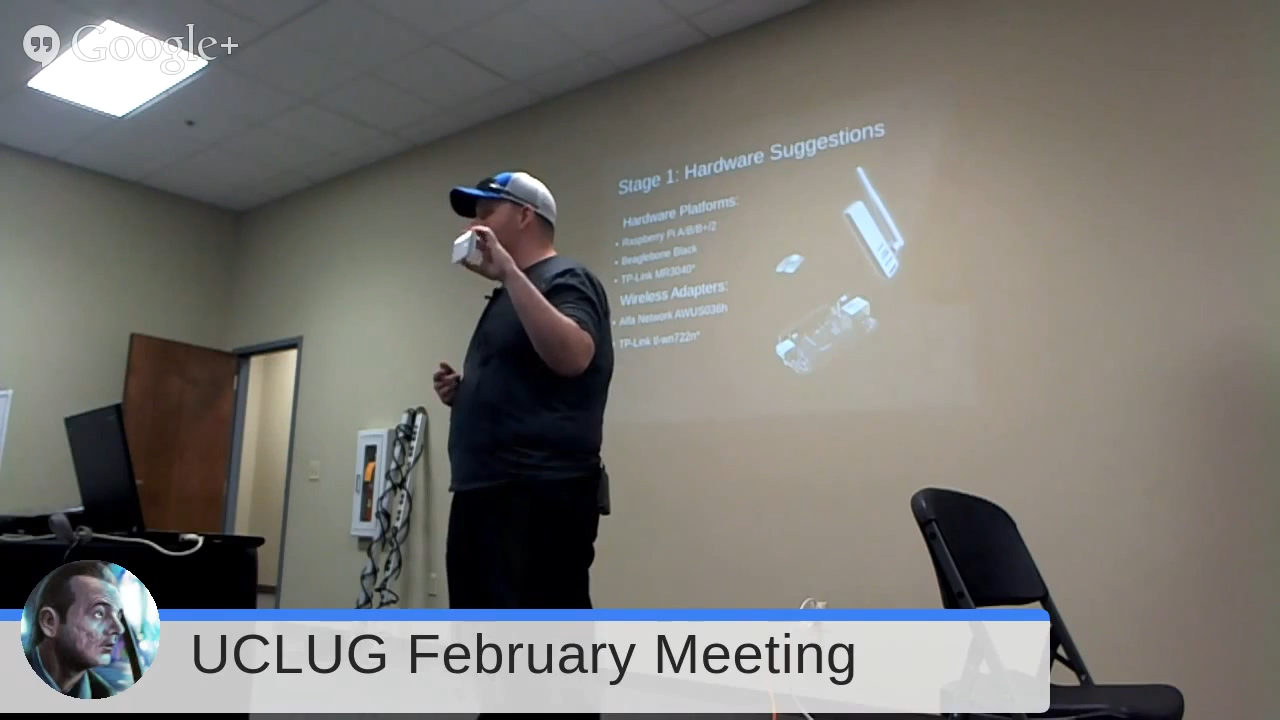 Google+
Stage 1: Hardware Suggestions
Hardware Platforms:
• Raspberry Pi A/B/B+/2
• Beaglebone Black
• TP-Link MR3040*
Wireless Adapters:
• Alfa Network AWUS036h
• TP-Link tl-wn722n*
UCLUG February Meeting